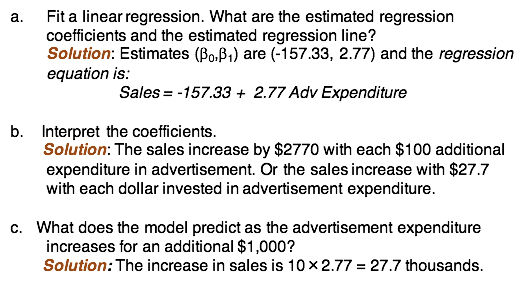 a. Fit a linear regression. What are the estimated regression
coefficients and the estimated regression line?
Solution: Estimates (β₀,β₁) are (-157.33, 2.77) and the regression
equation is:
Sales = -157.33 + 2.77 Adv Expenditure
b. Interpret the coefficients.
Solution: The sales increase by $2770 with each $100 additional
expenditure in advertisement. Or the sales increase with $27.7
with each dollar invested in advertisement expenditure.
c. What does the model predict as the advertisement expenditure
increases for an additional $1,000?
Solution: The increase in sales is 10 × 2.77 = 27.7 thousands.